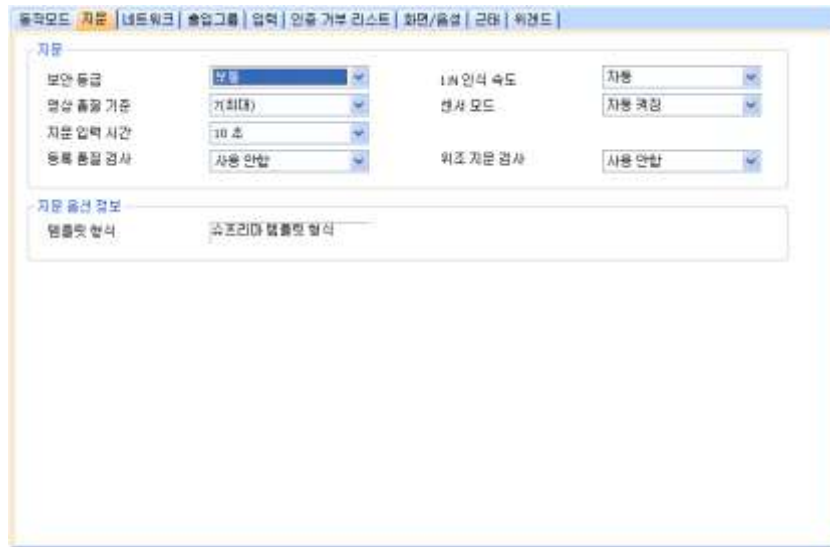 동작모드 지문 네트워크 출입그룹 입력 인증 거부 리스트 화면/음성 근태 위겐드
지문
보안 등급 보통 1:N 인식 속도 자동
영상 품질 기준 7(최대) 센서 모드 자동 켜짐
지문 입력 시간 10 초
등록 품질 검사 사용 안함 위조 지문 검사 사용 안함
지문 옵션 정보
템플릿 형식 슈프리마 템플릿 형식